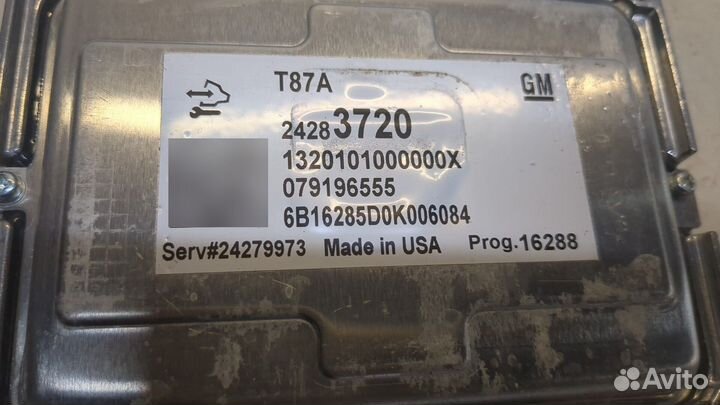 T87A
GM
24283720
1320101000000X
079196555
6B16285D0K006084
Serv#24279973 Made in USA Prog.16288
Avito